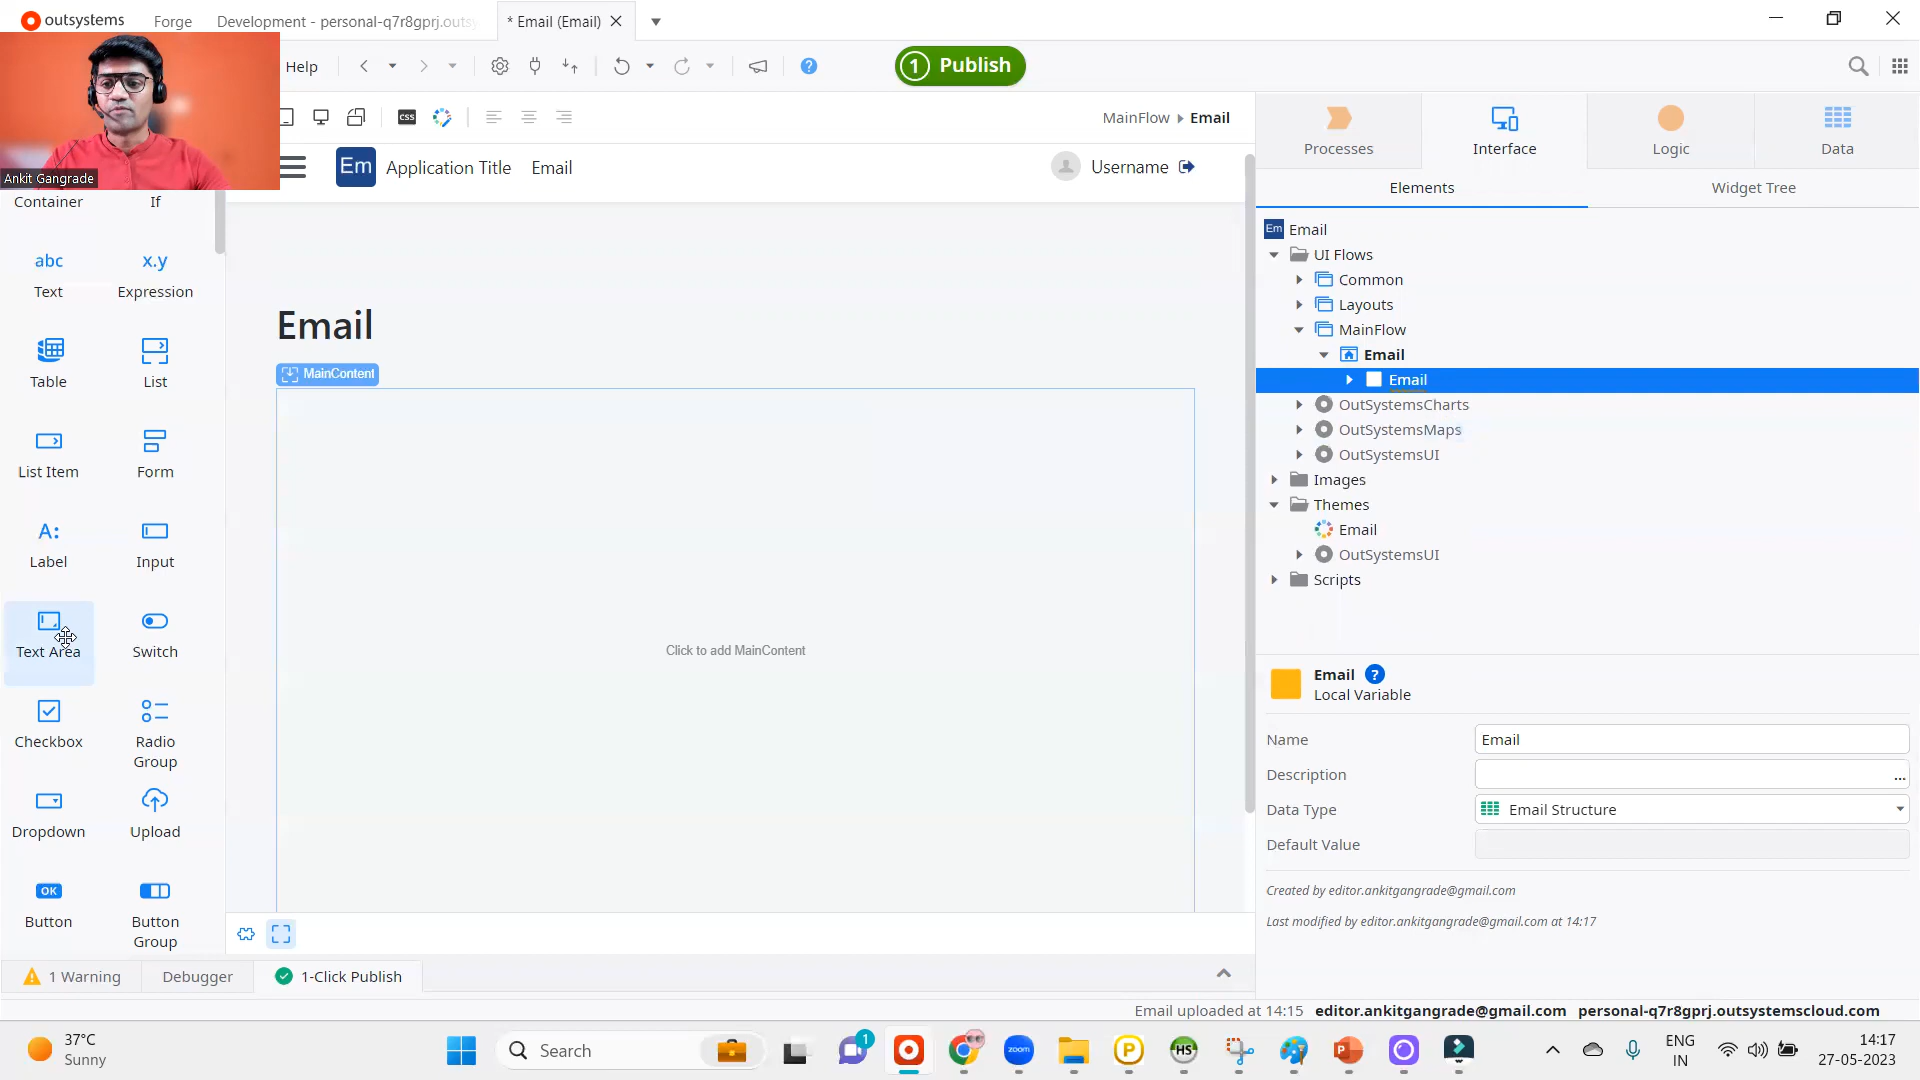 outsystems Forge Development - personal-q7r8gprj.outs * Email (Email)
Help 1 Publish
css MainFlow Email
Em Application Title Email Username
Ankit Gangrade
Container If
abc x.y
Text Expression
Table List
List Item Form
A:
Label Input
Text Area Switch
Checkbox Radio Group
Dropdown Upload
OK
Button Button Group
Email
MainContent
Click to add MainContent
Processes Interface Logic Data
Elements Widget Tree
Em Email
UI Flows
Common
Layouts
MainFlow
Email
Email
OutSystemsCharts
OutSystemsMaps
OutSystemsUI
Images
Themes
Email
OutSystemsUI
Scripts
Email ?
Local Variable
Name Email
Description ...
Data Type Email Structure
Default Value
Created by editor.ankitgangrade@gmail.com
Last modified by editor.ankitgangrade@gmail.com at 14:17
1 Warning Debugger 1-Click Publish
Email uploaded at 14:15 editor.ankitgangrade@gmail.com personal-q7r8gprj.outsystemscloud.com
37°C
Sunny
Search 1 zoom P HS P
ENG
IN
14:17
27-05-2023